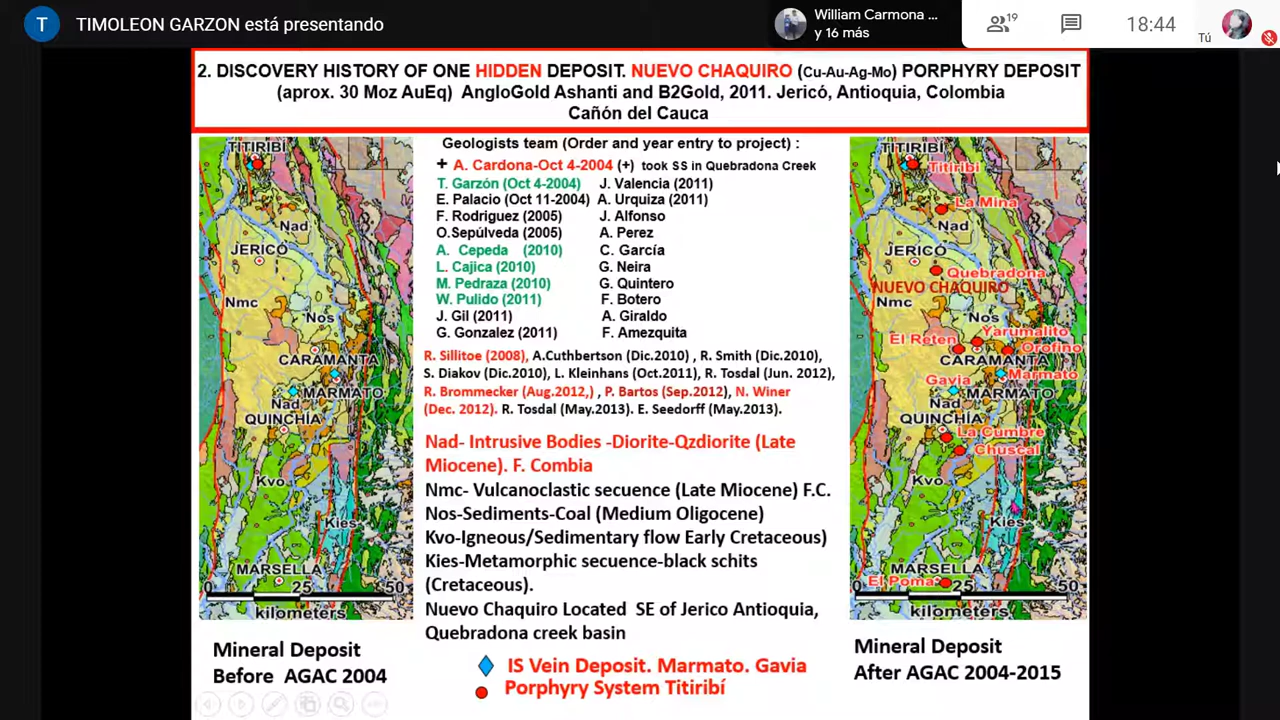 T TIMOLEON GARZON está presentando
William Carmona ...
y 16 más
19
18:44
Tú
2. DISCOVERY HISTORY OF ONE HIDDEN DEPOSIT. NUEVO CHAQUIRO (Cu-Au-Ag-Mo) PORPHYRY DEPOSIT
(aprox. 30 Moz AuEq) AngloGold Ashanti and B2Gold, 2011. Jericó, Antioquia, Colombia
Cañón del Cauca
TITIRIBÍ
Nad
JERICÓ
Nmc
Nos
CARAMANTA
MARMATO
Nad
QUINCHÍA
Kvo
Kies
MARSELLA
0 25 50
kilometers
Mineral Deposit
Before AGAC 2004
Geologists team (Order and year entry to project) :
+ A. Cardona-Oct 4-2004 (+) took SS in Quebradona Creek
T. Garzón (Oct 4-2004) J. Valencia (2011)
E. Palacio (Oct 11-2004) A. Urquiza (2011)
F. Rodriguez (2005) J. Alfonso
O.Sepúlveda (2005) A. Perez
A. Cepeda (2010) C. García
L. Cajica (2010) G. Neira
M. Pedraza (2010) G. Quintero
W. Pulido (2011) F. Botero
J. Gil (2011) A. Giraldo
G. Gonzalez (2011) F. Amezquita
R. Sillitoe (2008), A.Cuthbertson (Dic.2010) , R. Smith (Dic.2010),
S. Diakov (Dic.2010), L. Kleinhans (Oct.2011), R. Tosdal (Jun. 2012),
R. Brommecker (Aug.2012,) , P. Bartos (Sep.2012), N. Winer
(Dec. 2012). R. Tosdal (May.2013). E. Seedorff (May.2013).
Nad- Intrusive Bodies -Diorite-Qzdiorite (Late
Miocene). F. Combia
Nmc- Vulcanoclastic secuence (Late Miocene) F.C.
Nos-Sediments-Coal (Medium Oligocene)
Kvo-Igneous/Sedimentary flow Early Cretaceous)
Kies-Metamorphic secuence-black schits
(Cretaceous).
Nuevo Chaquiro Located SE of Jerico Antioquia,
Quebradona creek basin
IS Vein Deposit. Marmato. Gavia
Porphyry System Titiribí
TITIRIBÍ
Titiribi
La Mina
Nad
JERICÓ
Quebradona
NUEVO CHAQUIRO
Nmc
Nos
Yarumalito
El Reten
Orofino
CARAMANTA
Marmato
Gavia
MARMATO
Nad
QUINCHÍA
La Cumbre
Chuscal
Kvo
Kies
MARSELLA
El Poma
0 25 50
kilometers
Mineral Deposit
After AGAC 2004-2015